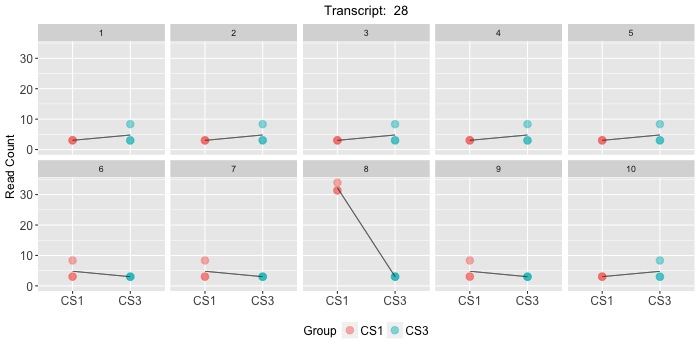 Transcript: 28
1 2 3 4 5
30
20
10
0
Read Count
6 7 8 9 10
30
20
10
0
CS1 CS3 CS1 CS3 CS1 CS3 CS1 CS3 CS1 CS3
Group CS1 CS3